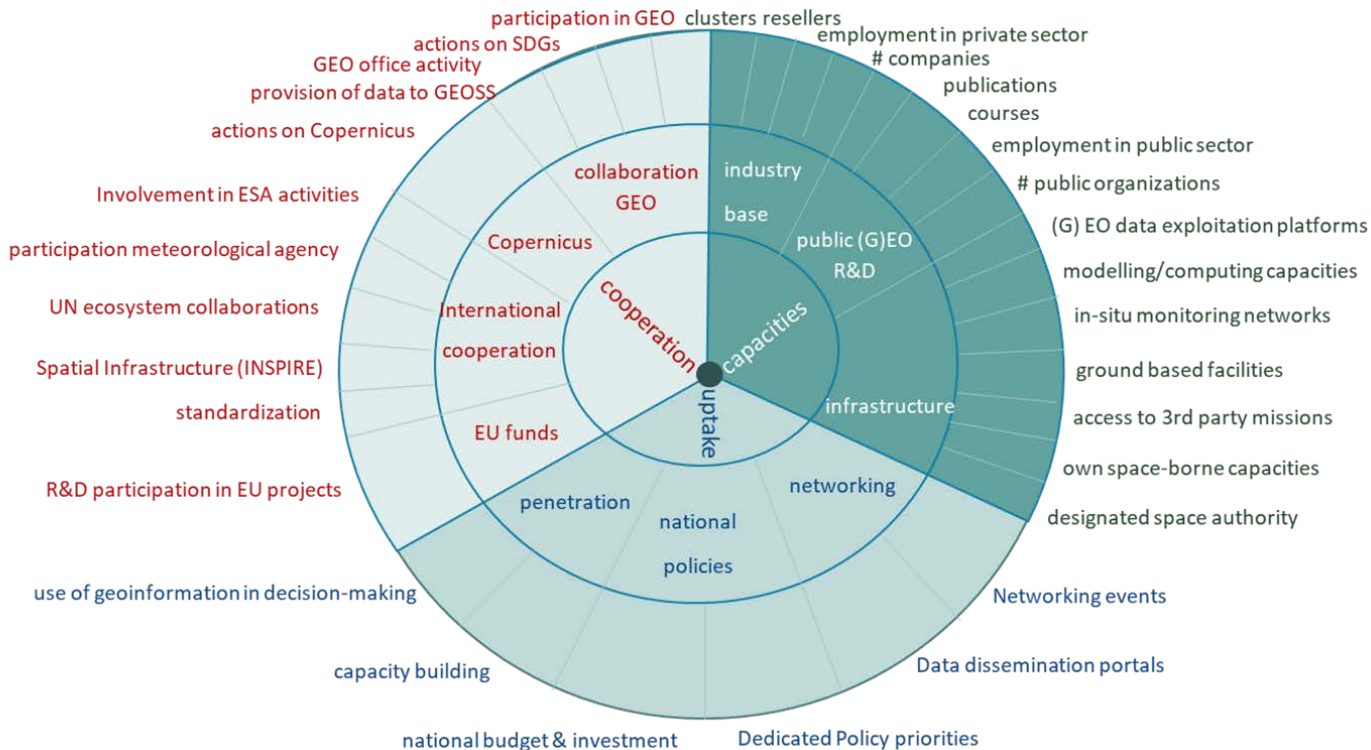 participation in GEO
clusters resellers
actions on SDGs
employment in private sector
GEO office activity
# companies
provision of data to GEOSS
publications
actions on Copernicus
courses
employment in public sector
Involvement in ESA activities
# public organizations
participation meteorological agency
(G) EO data exploitation platforms
UN ecosystem collaborations
modelling/computing capacities
in-situ monitoring networks
Spatial Infrastructure (INSPIRE)
ground based facilities
standardization
access to 3rd party missions
R&D participation in EU projects
own space-borne capacities
designated space authority
collaboration
GEO
industry
base
Copernicus
public (G)EO
R&D
International
cooperation
EU funds
infrastructure
cooperation
capacities
uptake
penetration
national
policies
networking
use of geoinformation in decision-making
Networking events
capacity building
Data dissemination portals
national budget & investment
Dedicated Policy priorities